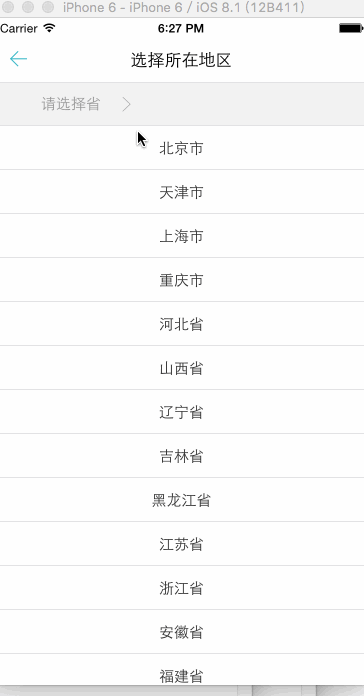 iPhone 6 - iPhone 6 / iOS 8.1 (12B411)
Carrier 6:27 PM
选择所在地区
请选择省
北京市
天津市
上海市
重庆市
河北省
山西省
辽宁省
吉林省
黑龙江省
江苏省
浙江省
安徽省
福建省